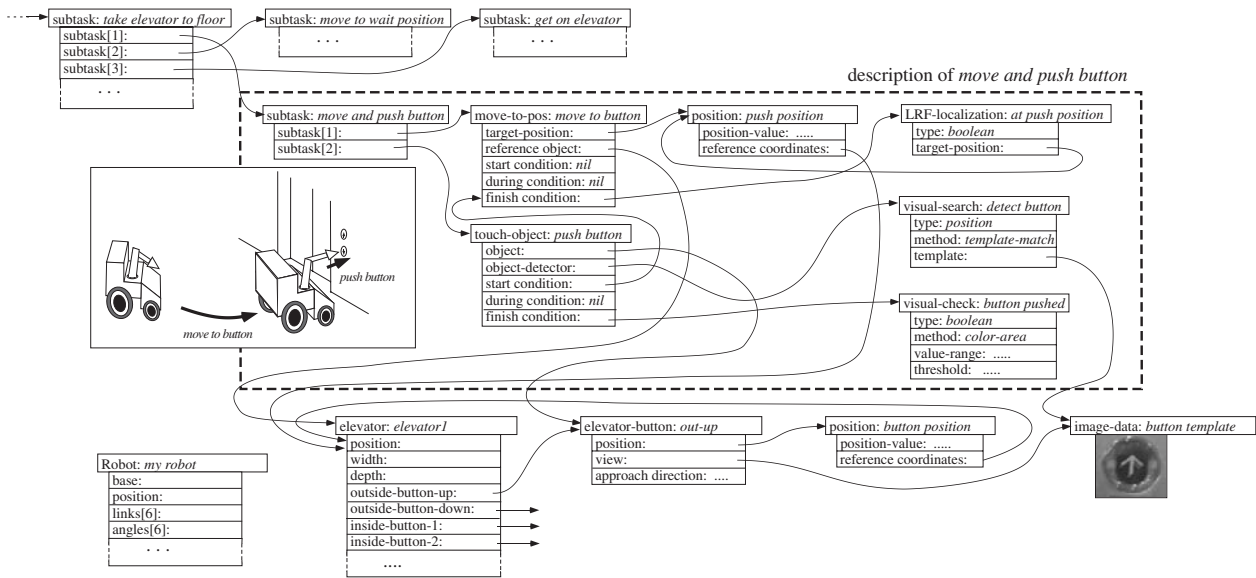 subtask: take elevator to floor
subtask[1]:
subtask[2]:
subtask[3]:
. . .
subtask: move to wait position
. . .
subtask: get on elevator
. . .
description of move and push button
subtask: move and push button
subtask[1]:
subtask[2]:
move-to-pos: move to button
target-position:
reference object:
start condition: nil
during condition: nil
finish condition:
position: push position
position-value: .....
reference coordinates:
LRF-localization: at push position
type: boolean
target-position:
touch-object: push button
object:
object-detector:
start condition:
during condition: nil
finish condition:
visual-search: detect button
type: position
method: template-match
template:
visual-check: button pushed
type: boolean
method: color-area
value-range: .....
threshold: .....
push button
move to button
Robot: my robot
base:
position:
links[6]:
angles[6]:
. . .
elevator: elevator1
position:
width:
depth:
outside-button-up:
outside-button-down:
inside-button-1:
inside-button-2:
....
elevator-button: out-up
position:
view:
approach direction: ....
position: button position
position-value: .....
reference coordinates:
image-data: button template